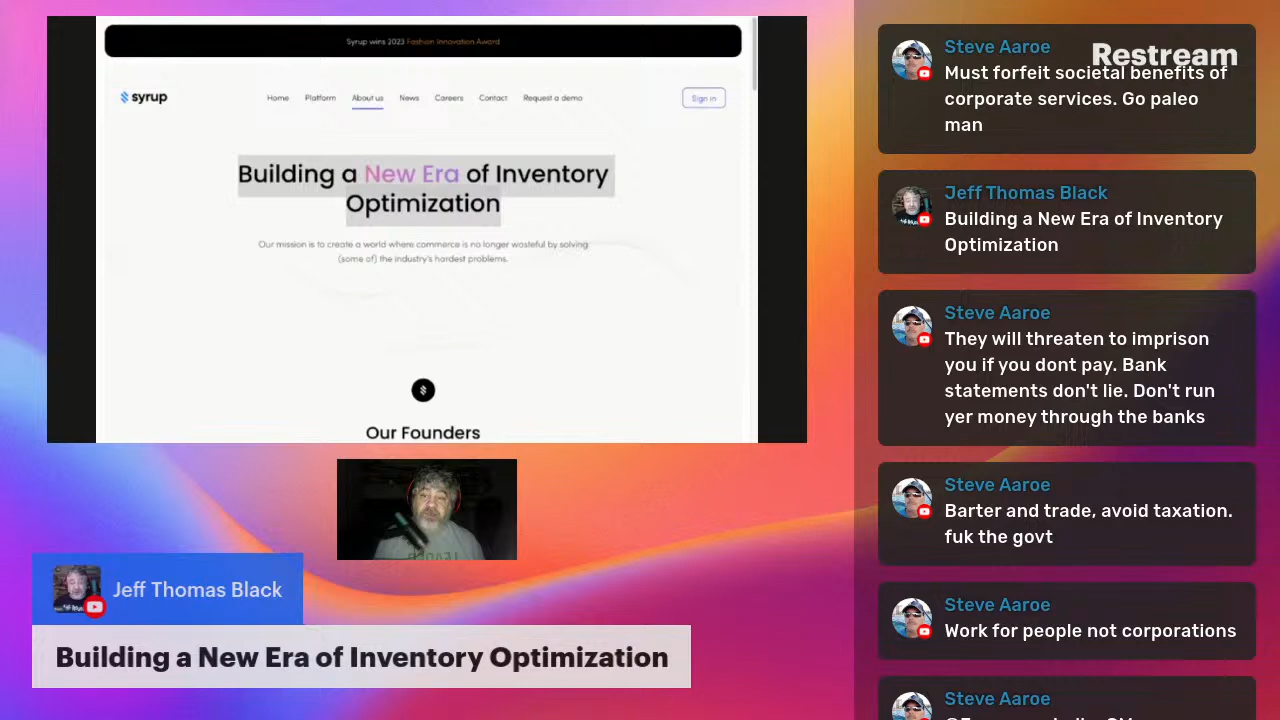 Syrup wins 2023 Fashion Innovation Award
syrup
Home Platform About us News Careers Contact Request a demo Sign in
Building a New Era of Inventory
Optimization
Our mission is to create a world where commerce is no longer wasteful by solving
(some of) the industry's hardest problems.
Our Founders
Jeff Thomas Black
Building a New Era of Inventory Optimization
Restream
Steve Aaroe
Must forfeit societal benefits of
corporate services. Go paleo
man
Jeff Thomas Black
Building a New Era of Inventory
Optimization
Steve Aaroe
They will threaten to imprison
you if you dont pay. Bank
statements don't lie. Don't run
yer money through the banks
Steve Aaroe
Barter and trade, avoid taxation.
fuk the govt
Steve Aaroe
Work for people not corporations
Steve Aaroe